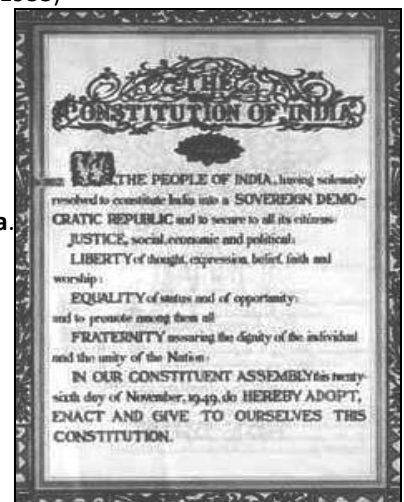 THE
CONSTITUTION OF INDIA
WE, THE PEOPLE OF INDIA, having solemnly
resolved to constitute India into a SOVEREIGN DEMO-
CRATIC REPUBLIC and to secure to all its citizens:
JUSTICE, social, economic and political;
a.
LIBERTY of thought, expression, belief, faith and
worship;
EQUALITY of status and of opportunity;
and to promote among them all
FRATERNITY assuring the dignity of the individual
and the unity of the Nation;
IN OUR CONSTITUENT ASSEMBLY this twenty-
sixth day of November, 1949, do HEREBY ADOPT,
ENACT AND GIVE TO OURSELVES THIS
CONSTITUTION.